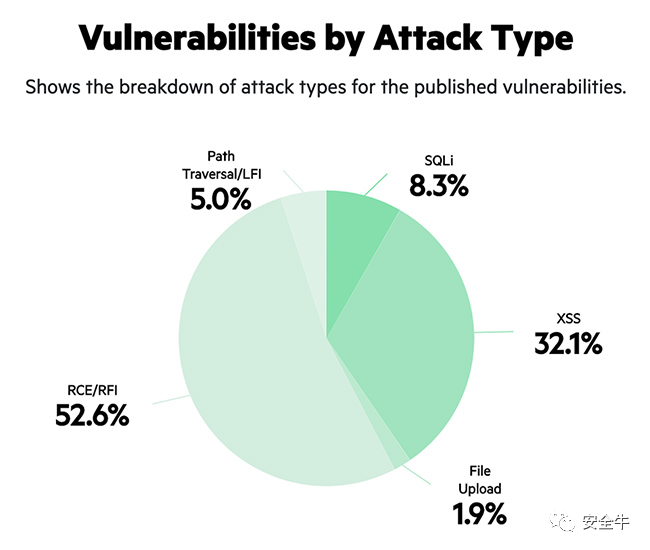 Vulnerabilities by Attack Type
Shows the breakdown of attack types for the published vulnerabilities.
Path
Traversal/LFI
5.0%
SQLi
8.3%
XSS
32.1%
RCE/RFI
52.6%
File
Upload
1.9%
安全牛